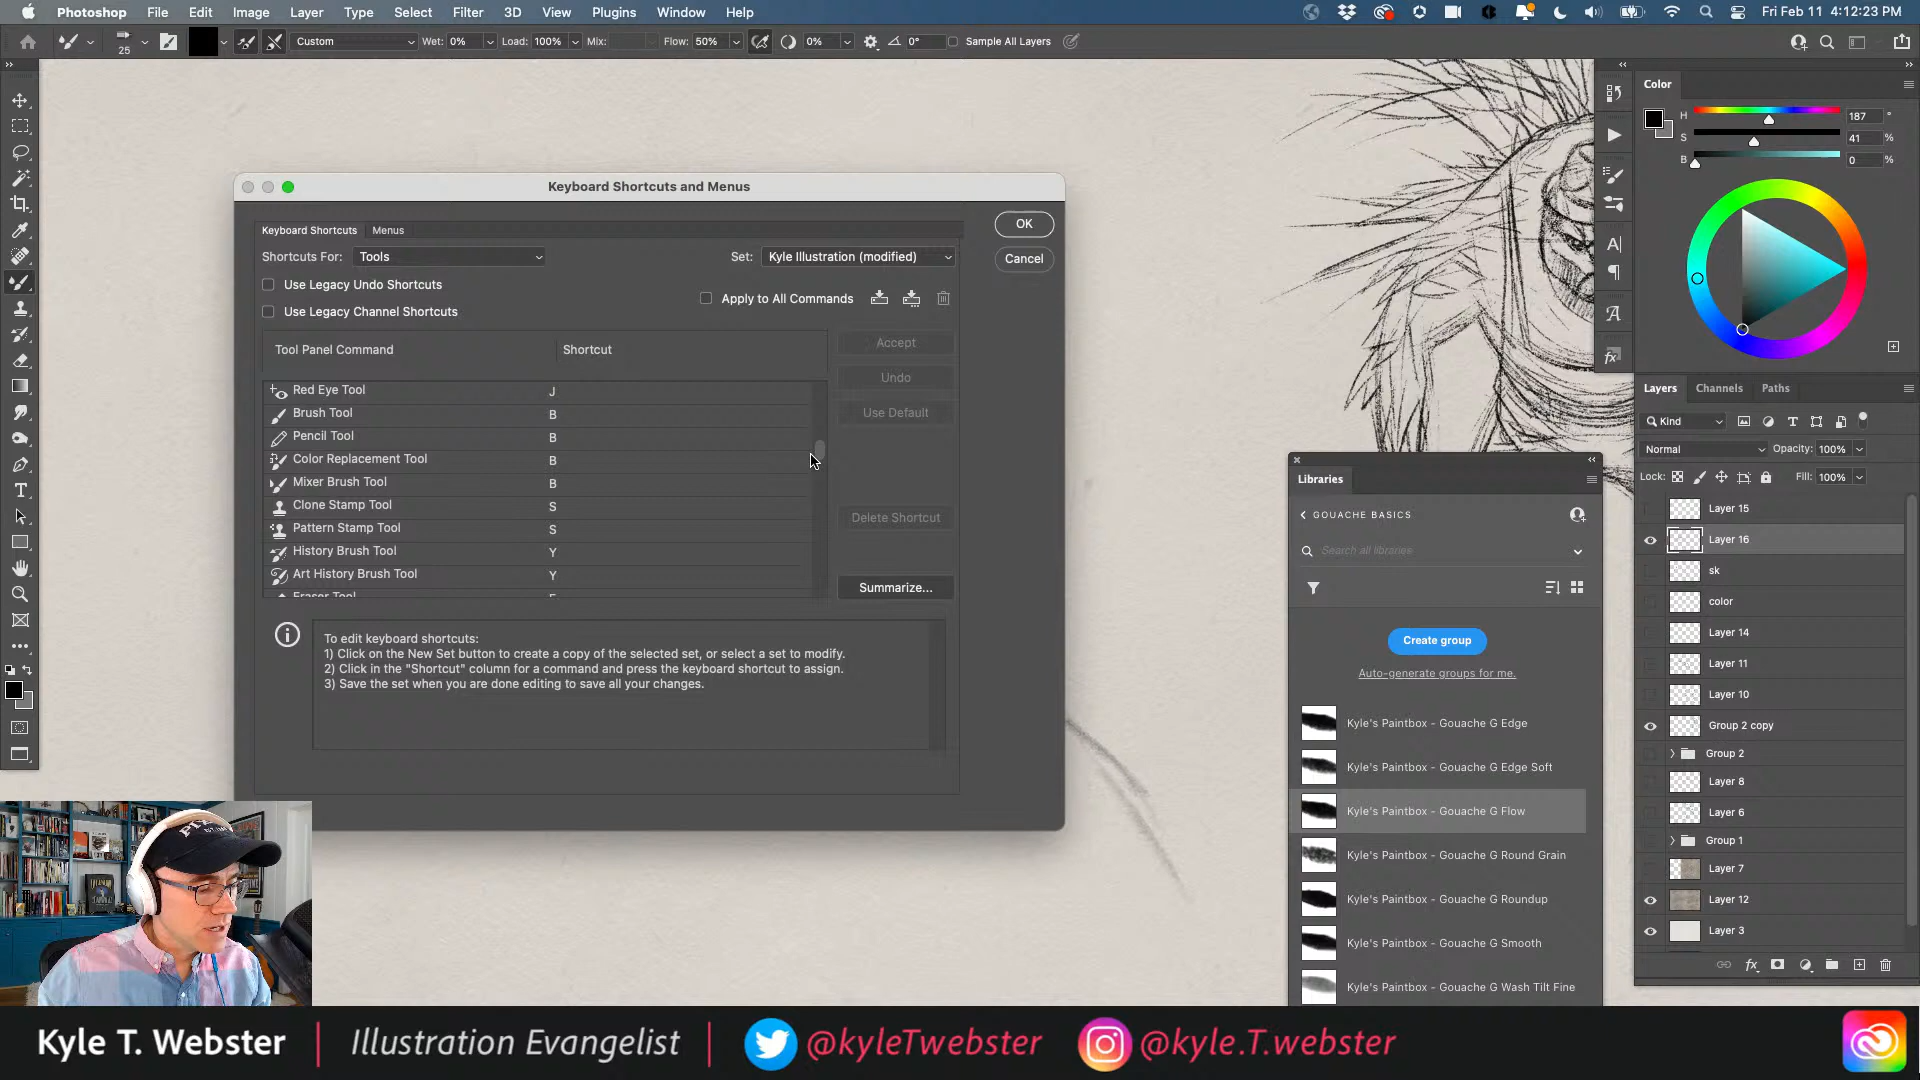 Photoshop File Edit Image Layer Type Select Filter 3D View Plugins Window Help Fri Feb 11 4:12:23 PM
25 Custom Wet: 0% Load: 100% Mix: Flow: 50% 0% 0° Sample All Layers
Keyboard Shortcuts and Menus
Keyboard Shortcuts Menus
Shortcuts For: Tools Set: Kyle Illustration (modified)
Use Legacy Undo Shortcuts
Use Legacy Channel Shortcuts
Apply to All Commands
OK
Cancel
Tool Panel Command Shortcut
Red Eye Tool J
Brush Tool B
Pencil Tool B
Color Replacement Tool B
Mixer Brush Tool B
Clone Stamp Tool S
Pattern Stamp Tool S
History Brush Tool Y
Art History Brush Tool Y
Eraser Tool E
Accept
Undo
Use Default
Delete Shortcut
Summarize...
To edit keyboard shortcuts:
1) Click on the New Set button to create a copy of the selected set, or select a set to modify.
2) Click in the "Shortcut" column for a command and press the keyboard shortcut to assign.
3) Save the set when you are done editing to save all your changes.
Color
H 187 °
S 41 %
B 0 %
Libraries
GOUACHE BASICS
Search all libraries
Create group
Auto-generate groups for me.
Kyle's Paintbox - Gouache G Edge
Kyle's Paintbox - Gouache G Edge Soft
Kyle's Paintbox - Gouache G Flow
Kyle's Paintbox - Gouache G Round Grain
Kyle's Paintbox - Gouache G Roundup
Kyle's Paintbox - Gouache G Smooth
Kyle's Paintbox - Gouache G Wash Tilt Fine
Layers Channels Paths
Kind
Normal Opacity: 100%
Lock: Fill: 100%
Layer 15
Layer 16
sk
color
Layer 14
Layer 11
Layer 10
Group 2 copy
Group 2
Layer 8
Layer 6
Group 1
Layer 7
Layer 12
Layer 3
Kyle T. Webster | Illustration Evangelist | @kyleTwebster @kyle.T.webster